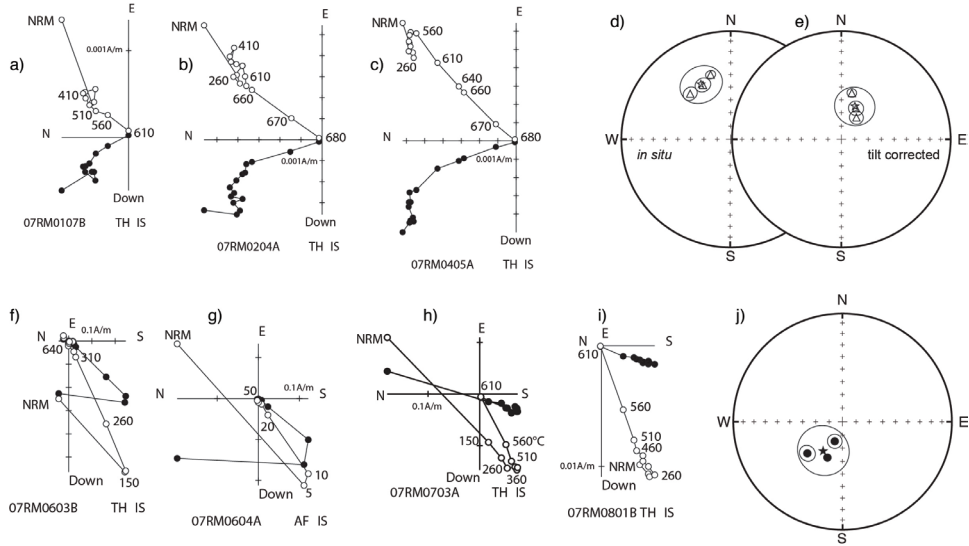 a)
E
NRM
0.001A/m
410
510
560
610
Down
07RM0107B TH IS
b)
NRM
410
260
610
660
670
680
N
0.001A/m
Down
07RM0204A TH IS
c)
E
NRM
560
260
610
640
660
670
680
0.001A/m
Down
07RM0405A TH IS
d)
N
W
in situ
S
e)
N
E
tilt corrected
S
f)
E
N
0.1A/m
S
640
310
NRM
260
Down
150
07RM0603B TH IS
g)
NRM
E
50
0.1A/m
N
S
20
10
5
Down
07RM0604A AF IS
h)
NRM
E
610
N
S
0.1A/m
150
560°C
510
260
360
Down
07RM0703A TH IS
i)
E
N
S
610
560
510
460
NRM
0.01A/m
260
Down
07RM0801B TH IS
j)
N
W
E
S